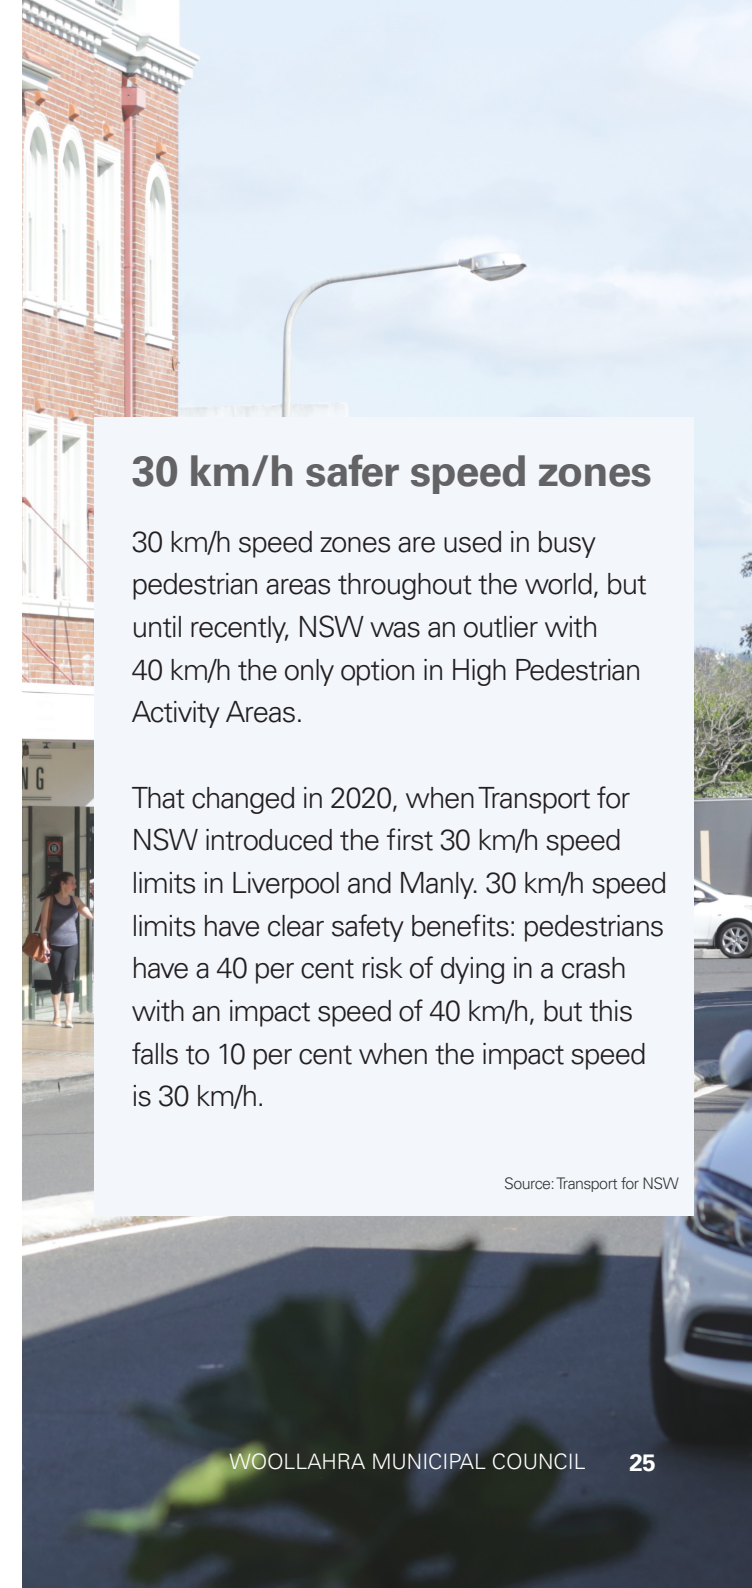 30 km/h safer speed zones
30 km/h speed zones are used in busy
pedestrian areas throughout the world, but
until recently, NSW was an outlier with
40 km/h the only option in High Pedestrian
Activity Areas.
That changed in 2020, when Transport for
NSW introduced the first 30 km/h speed
limits in Liverpool and Manly. 30 km/h speed
limits have clear safety benefits: pedestrians
have a 40 per cent risk of dying in a crash
with an impact speed of 40 km/h, but this
falls to 10 per cent when the impact speed
is 30 km/h.
Source: Transport for NSW
WOOLLAHRA MUNICIPAL COUNCIL 25